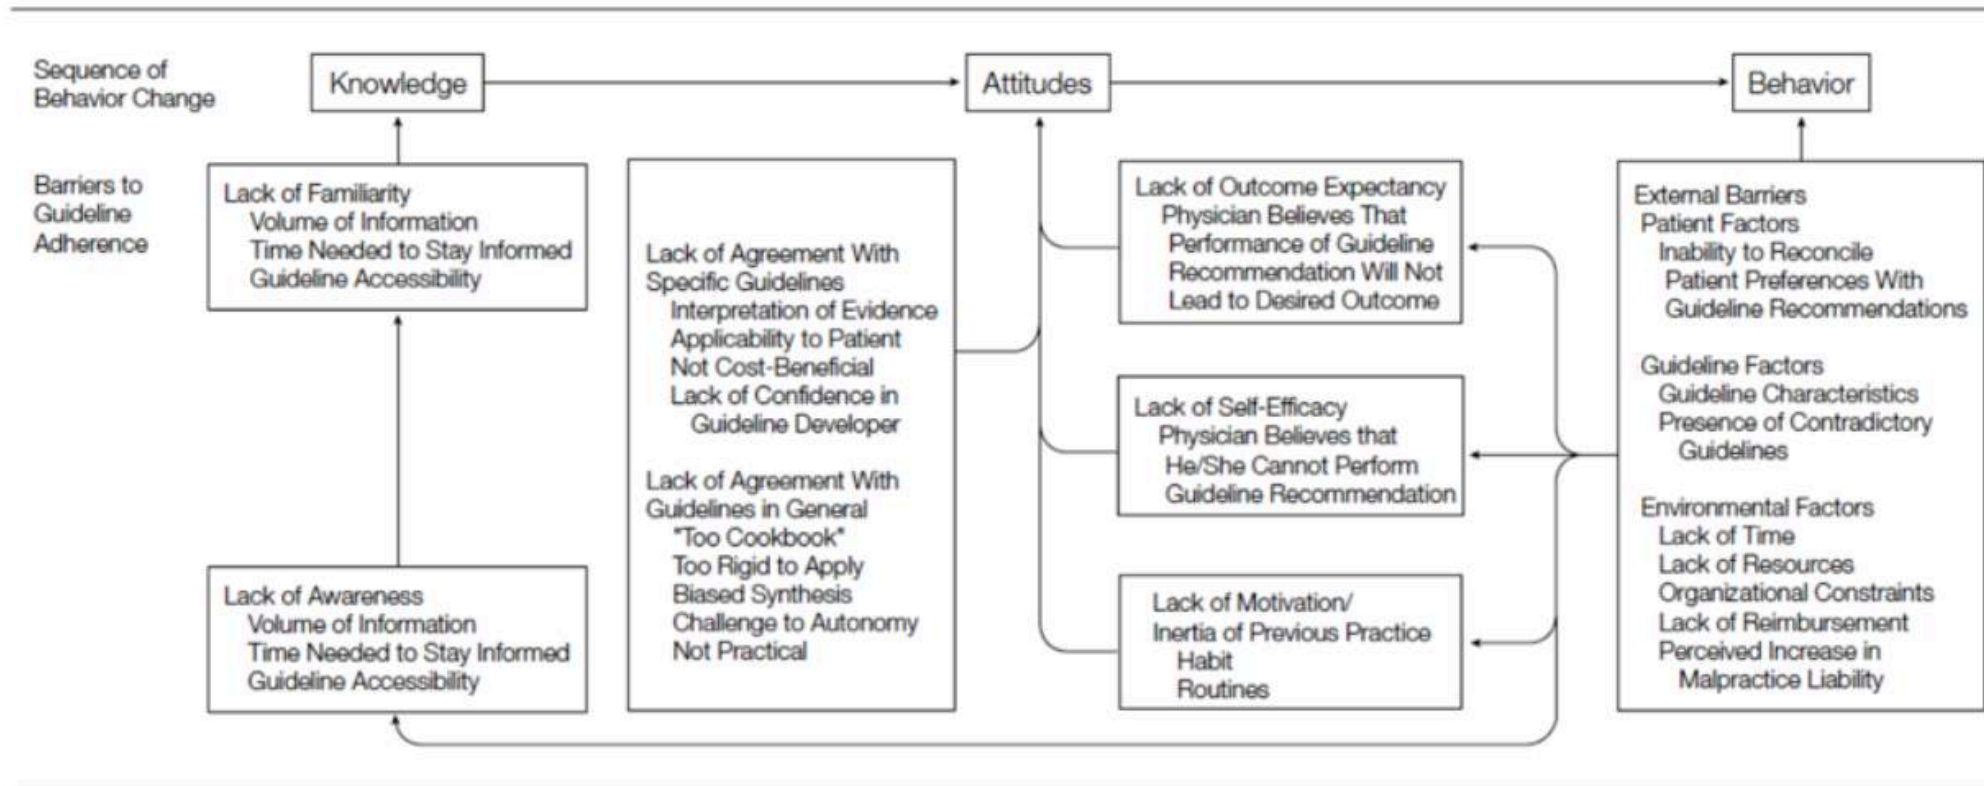 Sequence of
Behavior Change
Knowledge
Attitudes
Behavior
Barriers to
Guideline
Adherence
Lack of Familiarity
Volume of Information
Time Needed to Stay Informed
Guideline Accessibility
Lack of Awareness
Volume of Information
Time Needed to Stay Informed
Guideline Accessibility
Lack of Agreement With
Specific Guidelines
Interpretation of Evidence
Applicability to Patient
Not Cost-Beneficial
Lack of Confidence in
Guideline Developer
Lack of Agreement With
Guidelines in General
"Too Cookbook"
Too Rigid to Apply
Biased Synthesis
Challenge to Autonomy
Not Practical
Lack of Outcome Expectancy
Physician Believes That
Performance of Guideline
Recommendation Will Not
Lead to Desired Outcome
Lack of Self-Efficacy
Physician Believes that
He/She Cannot Perform
Guideline Recommendation
Lack of Motivation/
Inertia of Previous Practice
Habit
Routines
External Barriers
Patient Factors
Inability to Reconcile
Patient Preferences With
Guideline Recommendations
Guideline Factors
Guideline Characteristics
Presence of Contradictory
Guidelines
Environmental Factors
Lack of Time
Lack of Resources
Organizational Constraints
Lack of Reimbursement
Perceived Increase in
Malpractice Liability